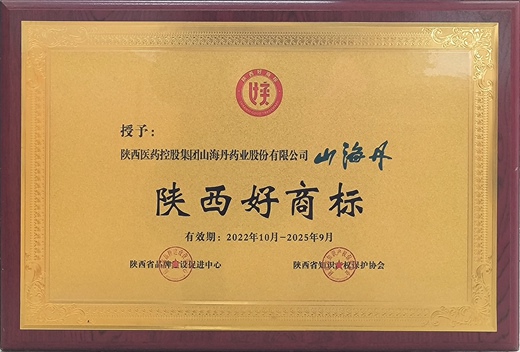 授予：
陕西医药控股集团山海丹药业股份有限公司 山海丹
陕西好商标
有效期：2022年10月-2025年9月
陕西省品牌建设促进中心 陕西省知识产权保护协会